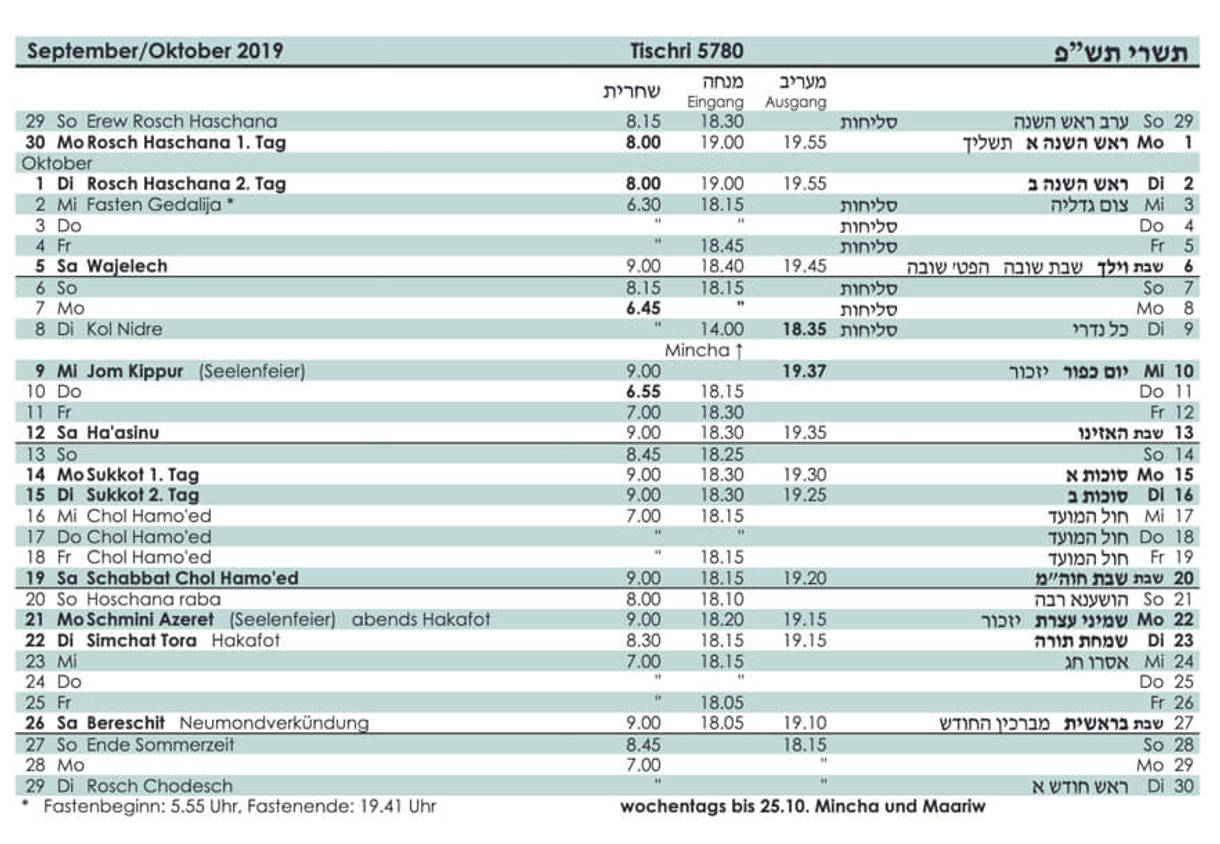 September/Oktober 2019 Tischri 5780 תשרי תש״פ
שחרית מנחה מעריב
Eingang Ausgang
29 So Erew Rosch Haschana 8.15 18.30 סליחות ערב ראש השנה So 29
30 Mo Rosch Haschana 1. Tag 8.00 19.00 19.55 ראש השנה א תשליך Mo 1
Oktober
1 Di Rosch Haschana 2. Tag 8.00 19.00 19.55 ראש השנה ב Di 2
2 Mi Fasten Gedalija * 6.30 18.15 סליחות צום גדליה Mi 3
3 Do " " סליחות Do 4
4 Fr " 18.45 סליחות Fr 5
5 Sa Wajelech 9.00 18.40 19.45 שבת וילך שבת שובה הפט׳ שובה 6
6 So 8.15 18.15 סליחות So 7
7 Mo 6.45 " סליחות Mo 8
8 Di Kol Nidre " 14.00 18.35 סליחות כל נדרי Di 9
Mincha ↑
9 Mi Jom Kippur (Seelenfeier) 9.00 19.37 יום כפור יזכור Mi 10
10 Do 6.55 18.15 Do 11
11 Fr 7.00 18.30 Fr 12
12 Sa Ha'asinu 9.00 18.30 19.35 שבת האזינו 13
13 So 8.45 18.25 So 14
14 Mo Sukkot 1. Tag 9.00 18.30 19.30 סוכות א Mo 15
15 Di Sukkot 2. Tag 9.00 18.30 19.25 סוכות ב Di 16
16 Mi Chol Hamo'ed 7.00 18.15 חול המועד Mi 17
17 Do Chol Hamo'ed " " חול המועד Do 18
18 Fr Chol Hamo'ed " 18.15 חול המועד Fr 19
19 Sa Schabbat Chol Hamo'ed 9.00 18.15 19.20 שבת שבת חוה״מ 20
20 So Hoschana raba 8.00 18.10 הושענא רבה So 21
21 Mo Schmini Azeret (Seelenfeier) abends Hakafot 9.00 18.20 19.15 שמיני עצרת יזכור Mo 22
22 Di Simchat Tora Hakafot 8.30 18.15 19.15 שמחת תורה Di 23
23 Mi 7.00 18.15 אסרו חג Mi 24
24 Do " " Do 25
25 Fr " 18.05 Fr 26
26 Sa Bereschit Neumondverkündung 9.00 18.05 19.10 שבת בראשית מברכין החודש 27
27 So Ende Sommerzeit 8.45 18.15 So 28
28 Mo 7.00 " Mo 29
29 Di Rosch Chodesch " " ראש חודש א Di 30
* Fastenbeginn: 5.55 Uhr, Fastenende: 19.41 Uhr wochentags bis 25.10. Mincha und Maariw